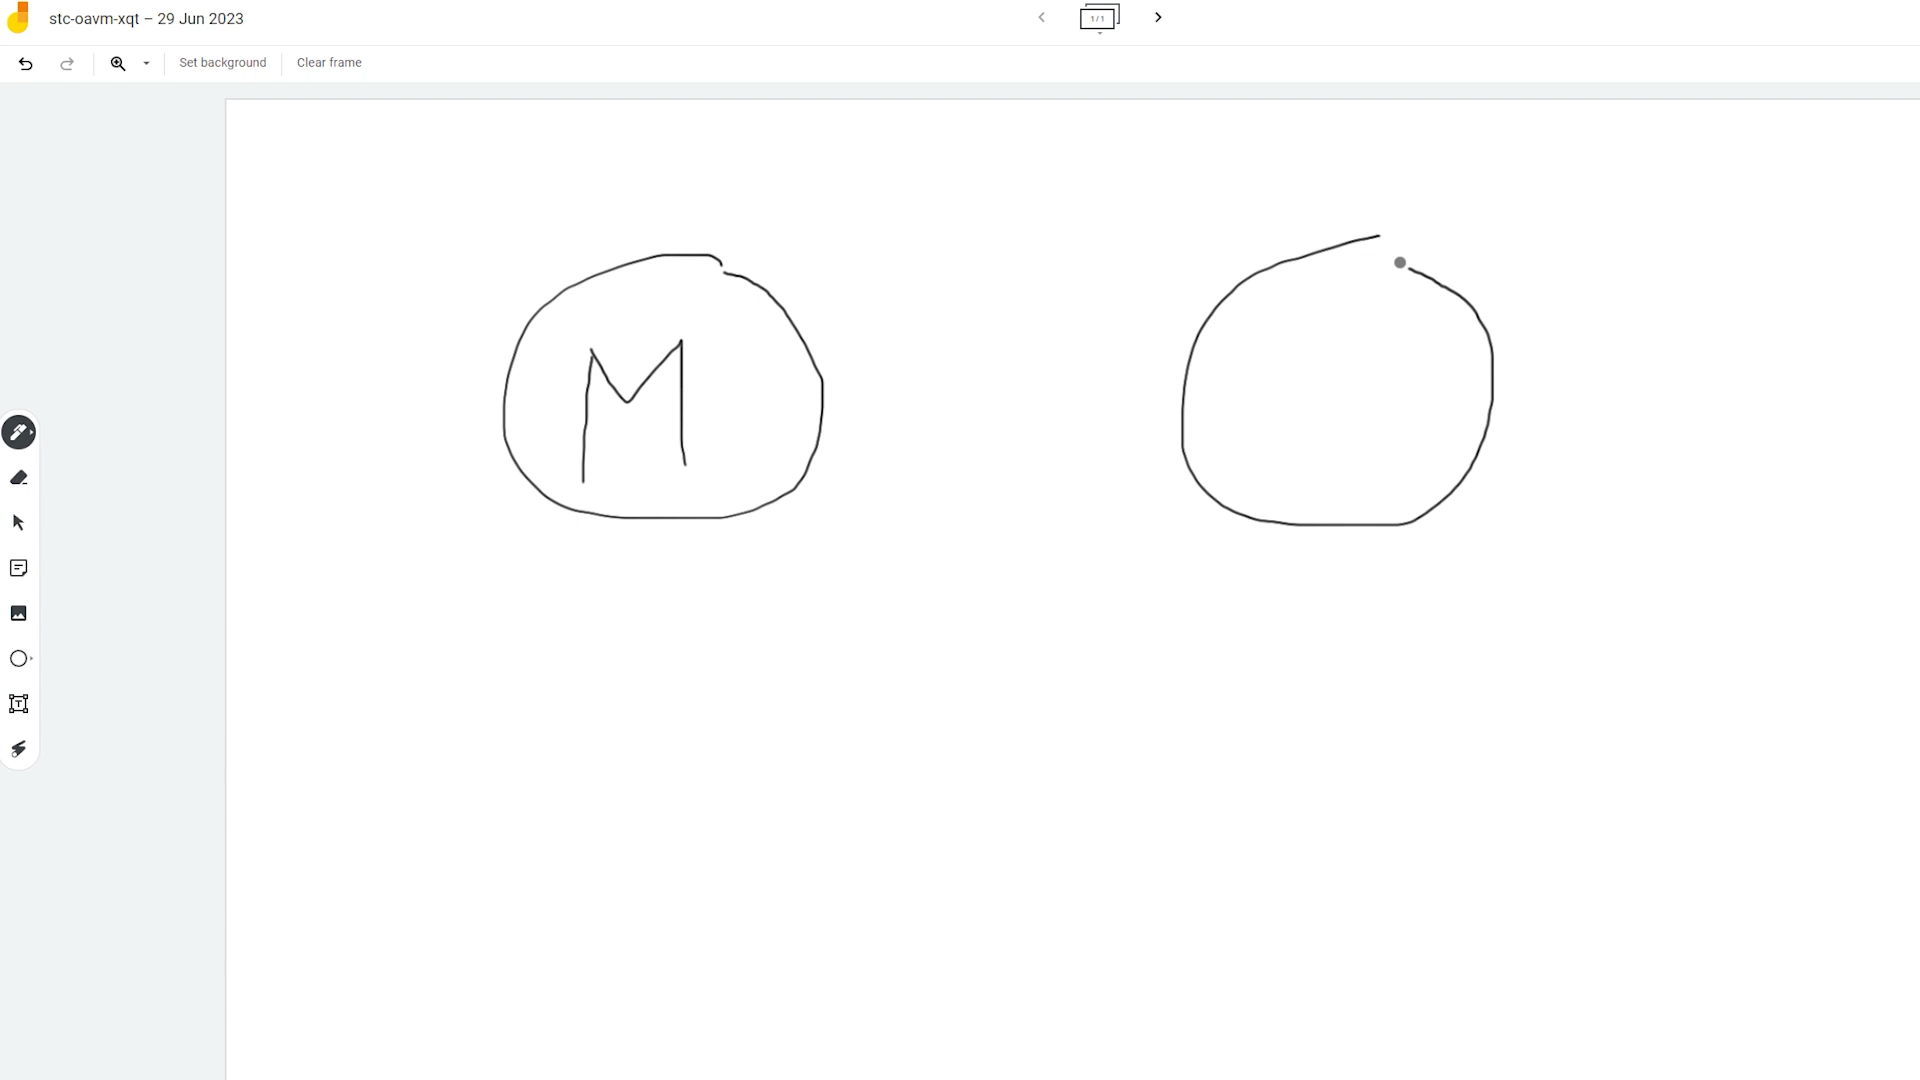 stc-oavm-xqt – 29 Jun 2023
1/1
Set background
Clear frame
M